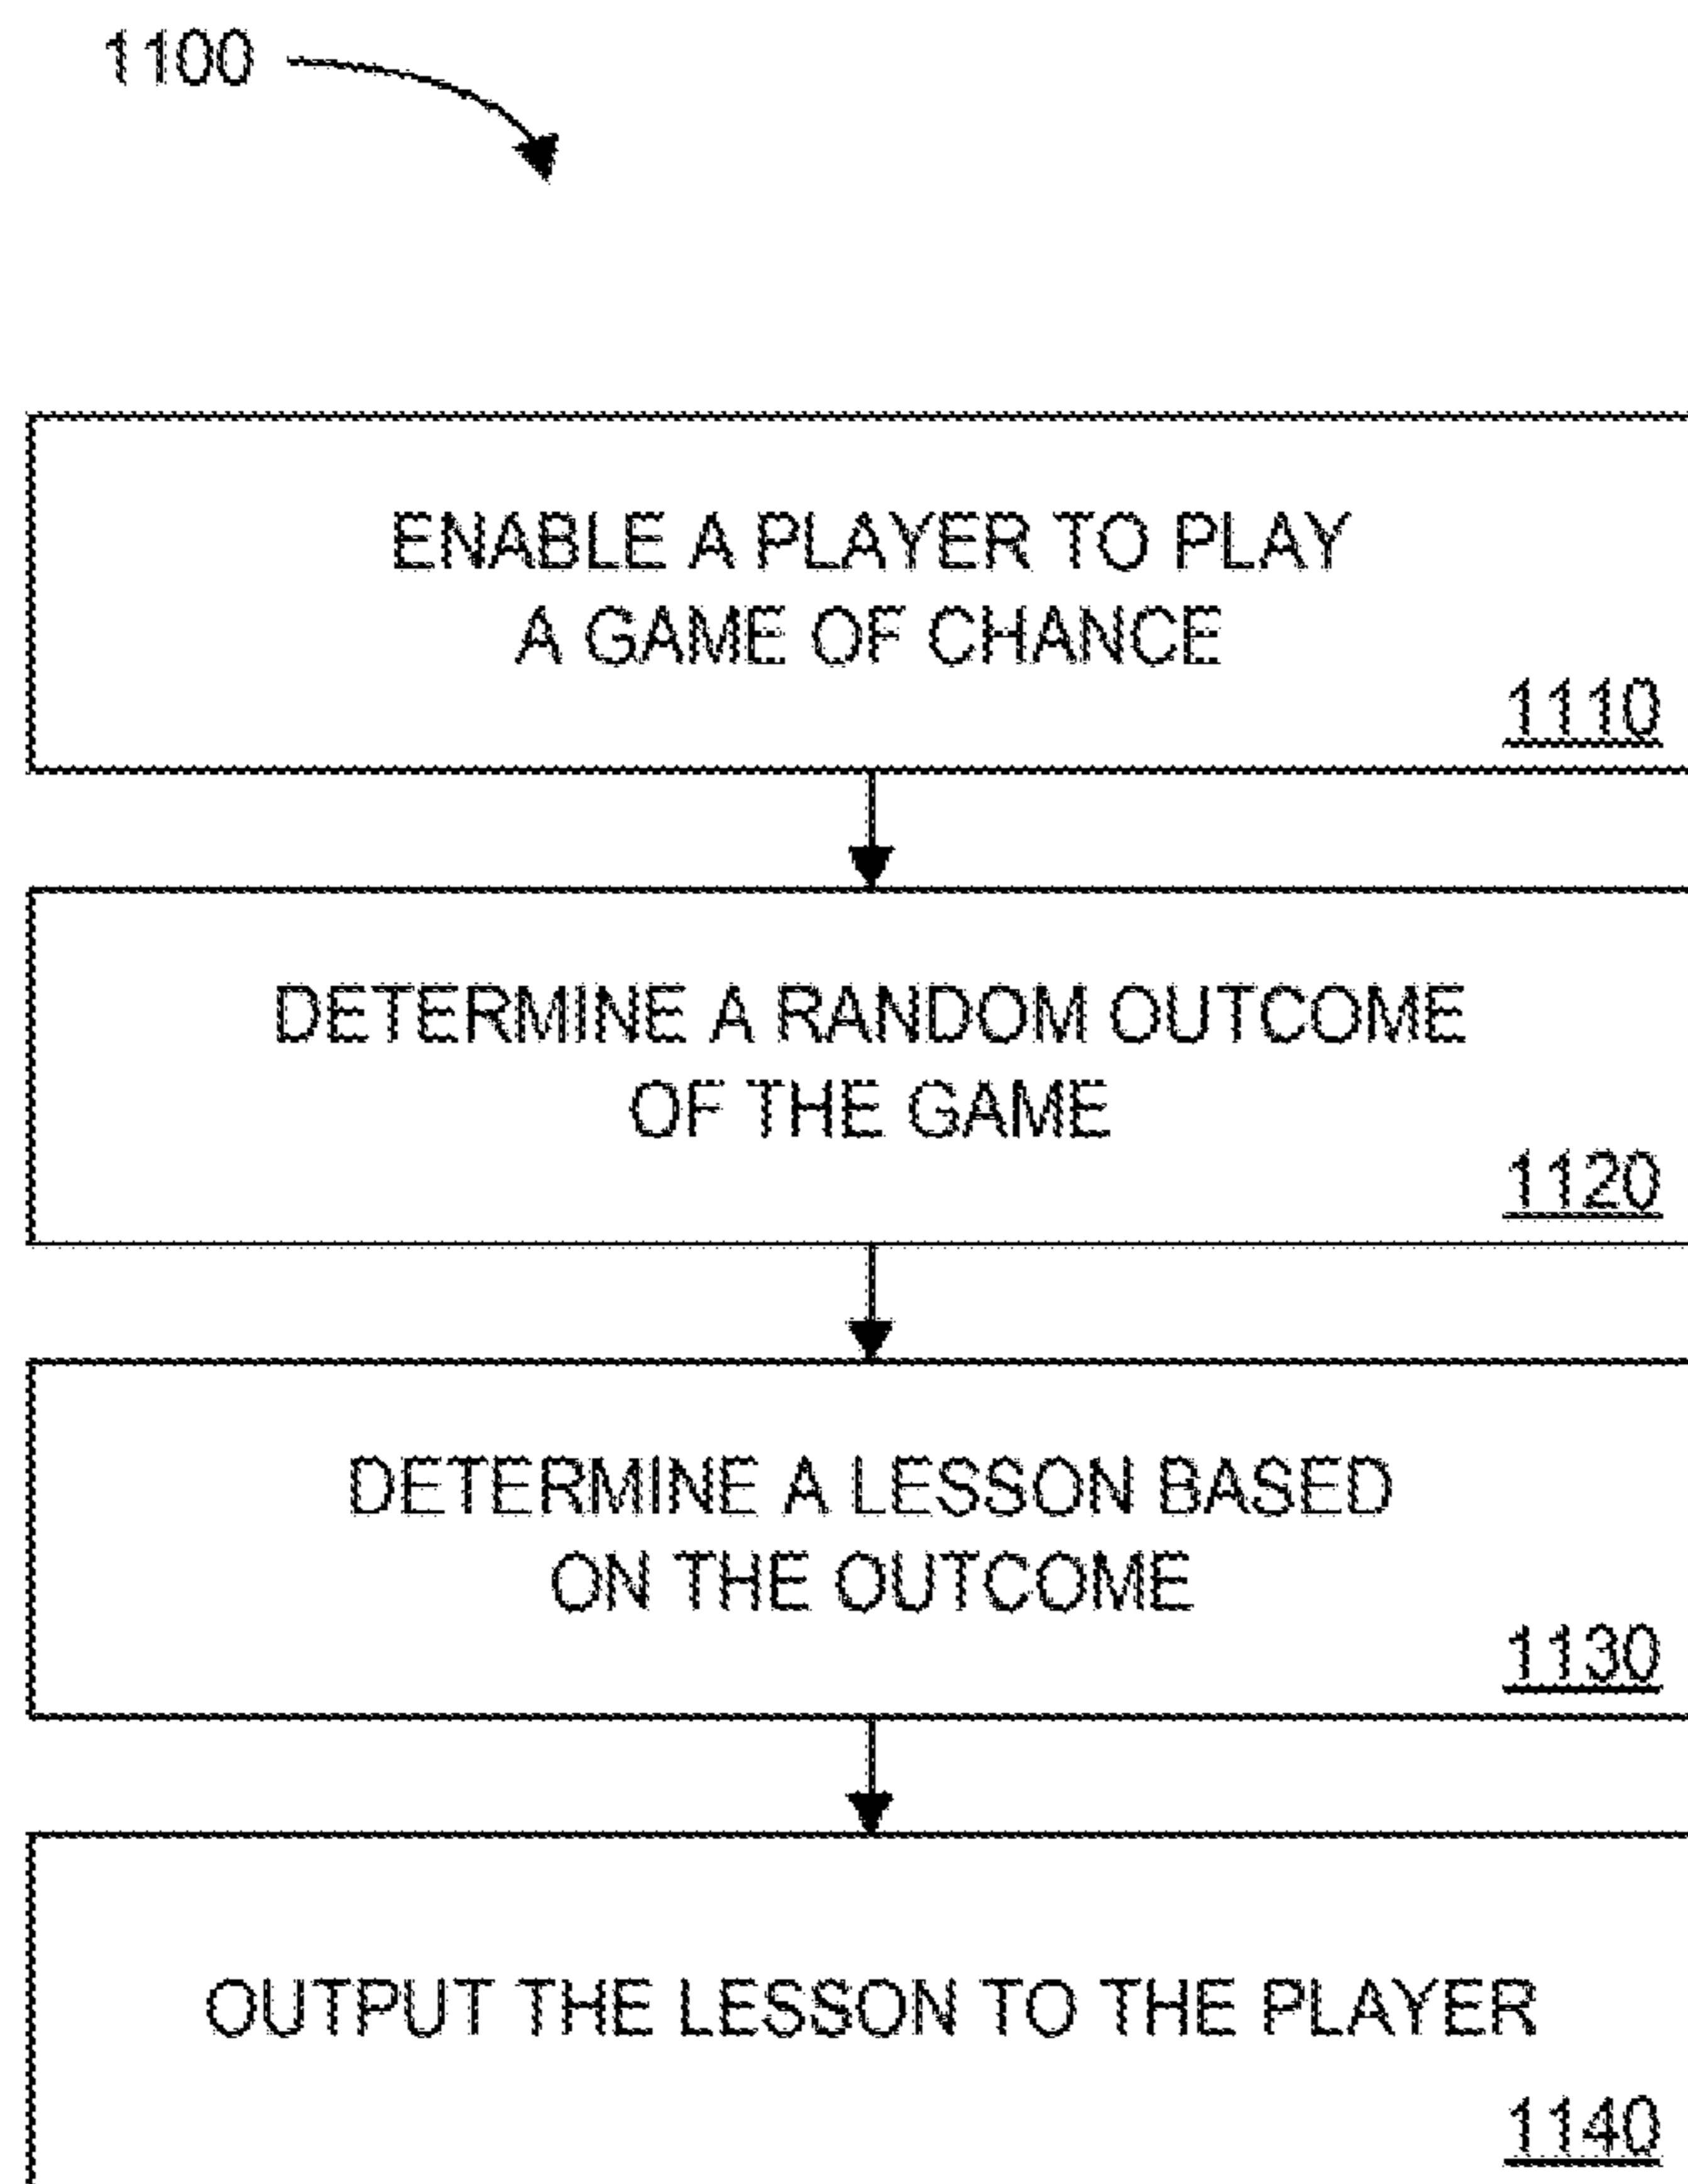 1100
ENABLE A PLAYER TO PLAY
A GAME OF CHANCE
1110
DETERMINE A RANDOM OUTCOME
OF THE GAME
1120
DETERMINE A LESSON BASED
ON THE OUTCOME
1130
OUTPUT THE LESSON TO THE PLAYER
1140